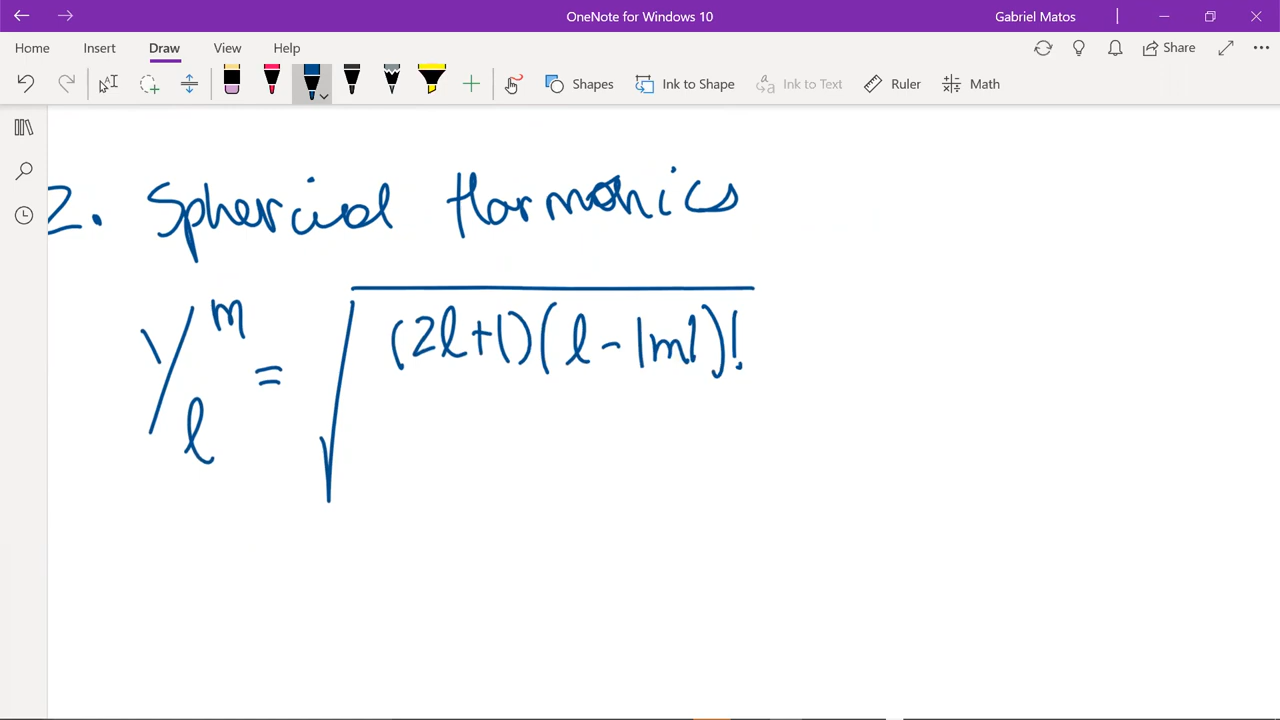 OneNote for Windows 10
Gabriel Matos
Home Insert Draw View Help
Share
Shapes Ink to Shape Ink to Text Ruler Math
2. Spherical Harmonics
Y_l^m = √((2l+1)(l-|m|)!